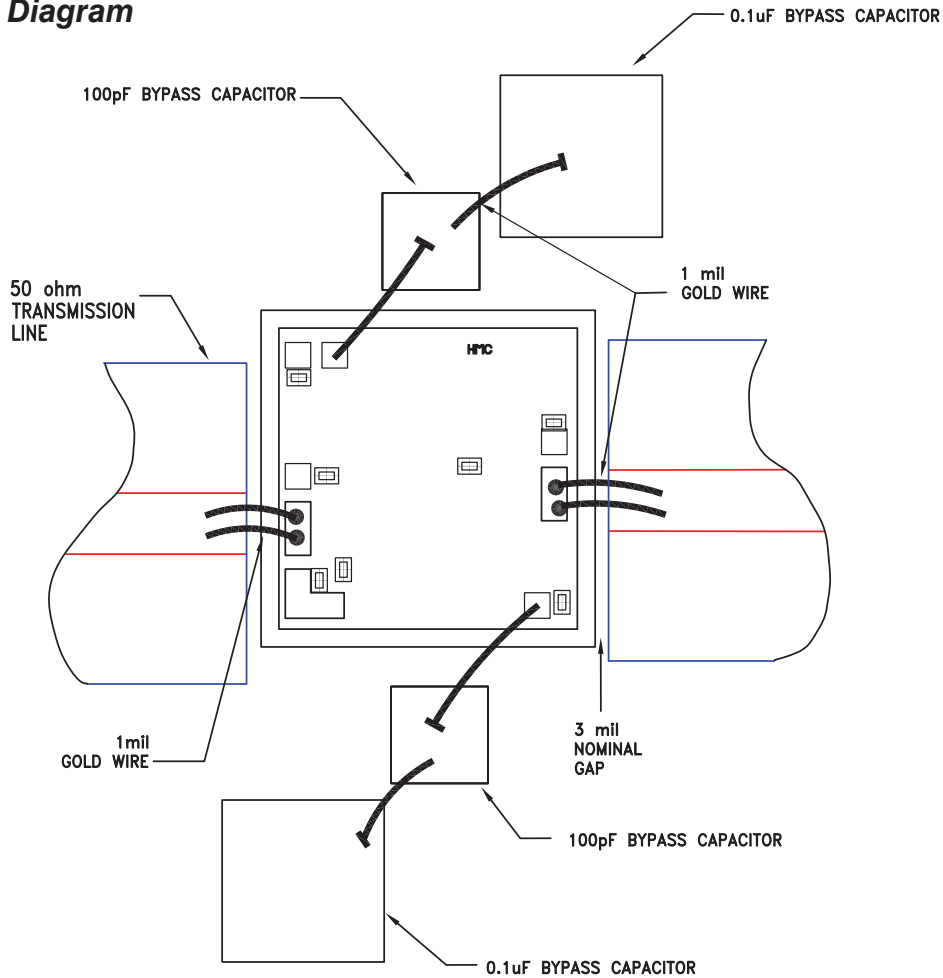 Diagram
0.1uF BYPASS CAPACITOR
100pF BYPASS CAPACITOR
1 mil
GOLD WIRE
50 ohm
TRANSMISSION
LINE
HMC
3 mil
NOMINAL
GAP
1mil
GOLD WIRE
100pF BYPASS CAPACITOR
0.1uF BYPASS CAPACITOR